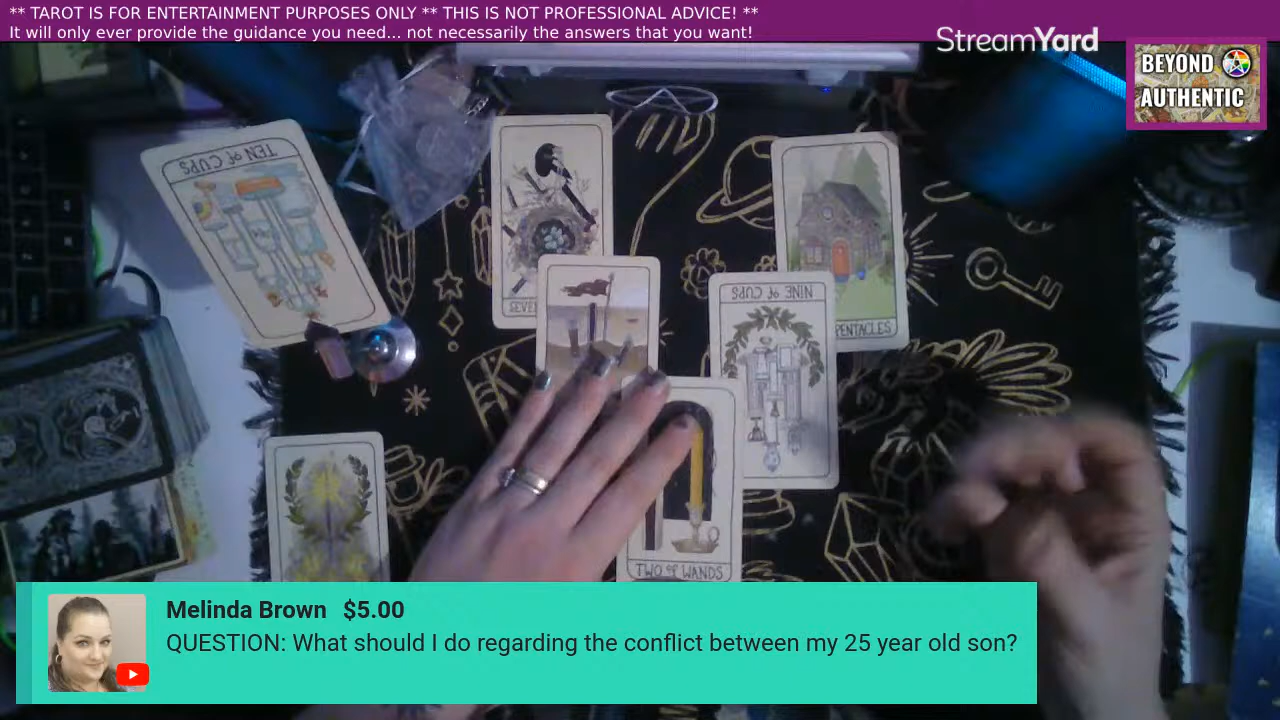 ** TAROT IS FOR ENTERTAINMENT PURPOSES ONLY ** THIS IS NOT PROFESSIONAL ADVICE! **
It will only ever provide the guidance you need... not necessarily the answers that you want!
StreamYard
BEYOND
AUTHENTIC
TEN OF CUPS
SEVE
NINE OF CUPS
PENTACLES
TWO OF WANDS
Melinda Brown $5.00
QUESTION: What should I do regarding the conflict between my 25 year old son?